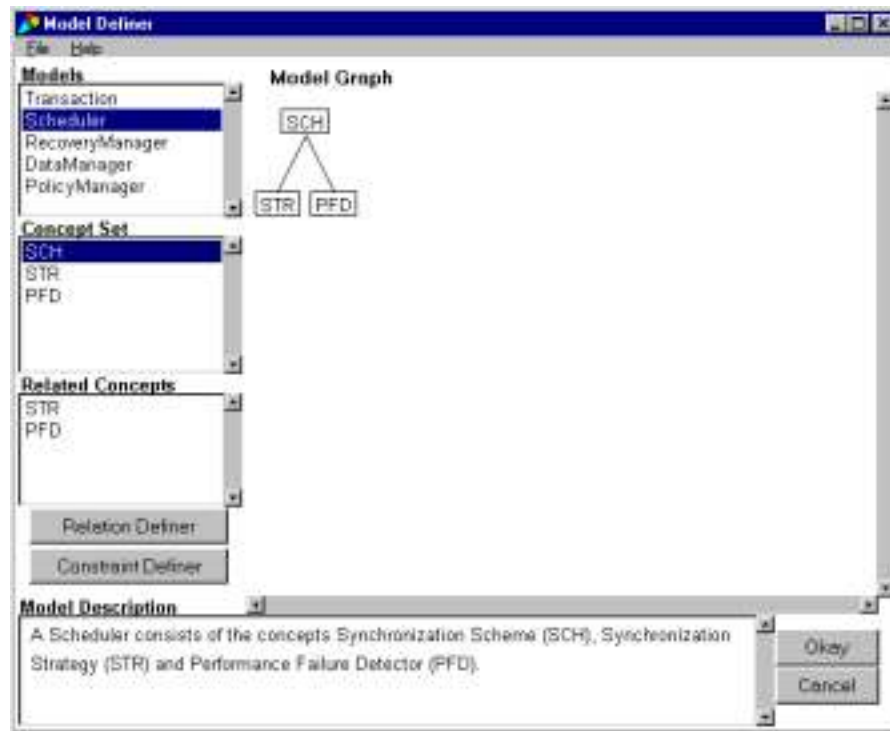 Model Definer
File Help
Models
Transaction
Scheduler
RecoveryManager
DataManager
PolicyManager
Concept Set
SCH
STR
PFD
Related Concepts
STR
PFD
Relation Definer
Constraint Definer
Model Graph
SCH
STR PFD
Model Description
A Scheduler consists of the concepts Synchronization Scheme (SCH), Synchronization
Strategy (STR) and Performance Failure Detector (PFD).
Okay
Cancel